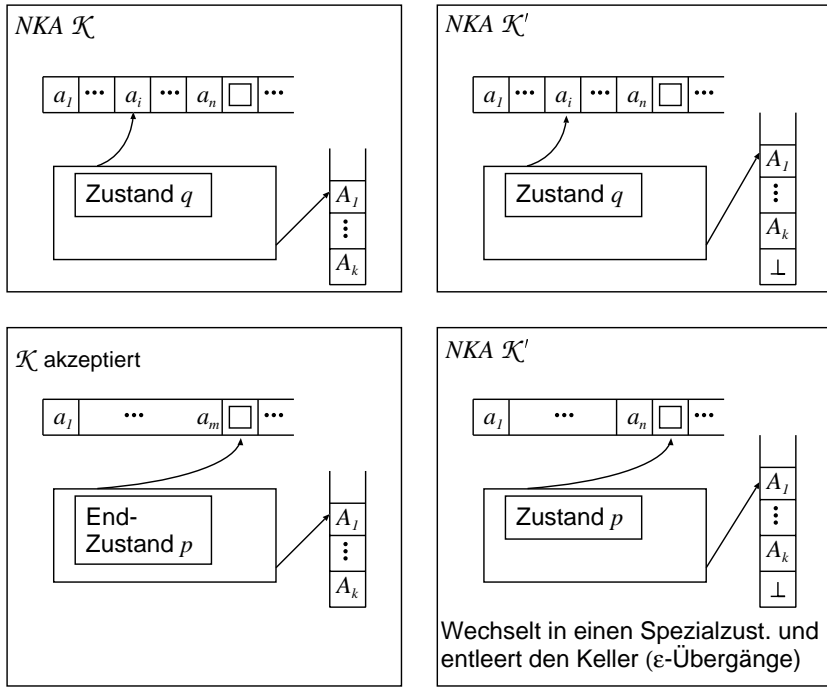 NKA 𝒦
a₁ ••• aᵢ ••• aₙ □ •••
Zustand q
A₁
⋮
Aₖ
NKA 𝒦′
a₁ ••• aᵢ ••• aₙ □ •••
Zustand q
A₁
⋮
Aₖ
⊥
𝒦 akzeptiert
a₁ ••• aₘ □ •••
End-
Zustand p
A₁
⋮
Aₖ
NKA 𝒦′
a₁ ••• aₙ □ •••
Zustand p
A₁
⋮
Aₖ
⊥
Wechselt in einen Spezialzust. und
entleert den Keller (ε-Übergänge)